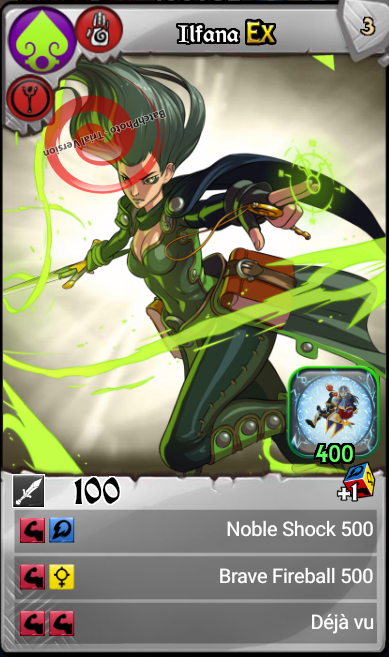 Ilfana EX
3
BatchPhoto - Trial Version
400
100
+1
Noble Shock 500
Brave Fireball 500
Déjà vu